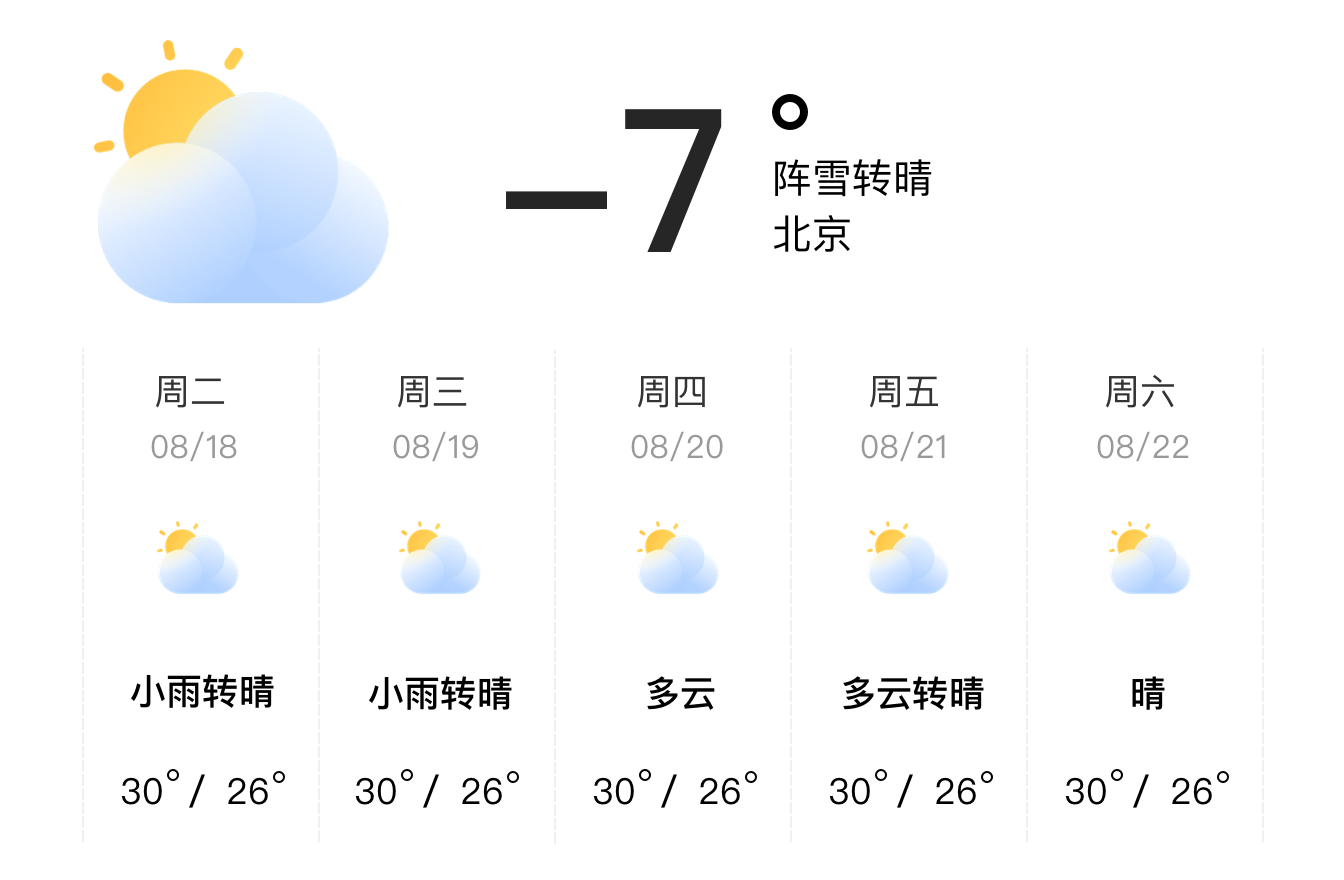 –7°
阵雪转晴
北京
周二 周三 周四 周五 周六
08/18 08/19 08/20 08/21 08/22
小雨转晴 小雨转晴 多云 多云转晴 晴
30°/ 26° 30°/ 26° 30°/ 26° 30°/ 26° 30°/ 26°